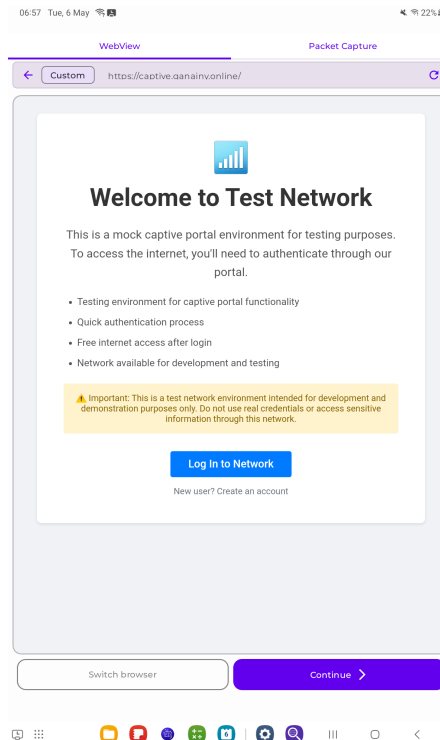 06:57 Tue, 6 May
22%
WebView Packet Capture
Custom https://captive.ganainy.online/
Welcome to Test Network
This is a mock captive portal environment for testing purposes.
To access the internet, you'll need to authenticate through our
portal.
• Testing environment for captive portal functionality
• Quick authentication process
• Free internet access after login
• Network available for development and testing
⚠️ Important: This is a test network environment intended for development and
demonstration purposes only. Do not use real credentials or access sensitive
information through this network.
Log In to Network
New user? Create an account
Switch browser Continue
6